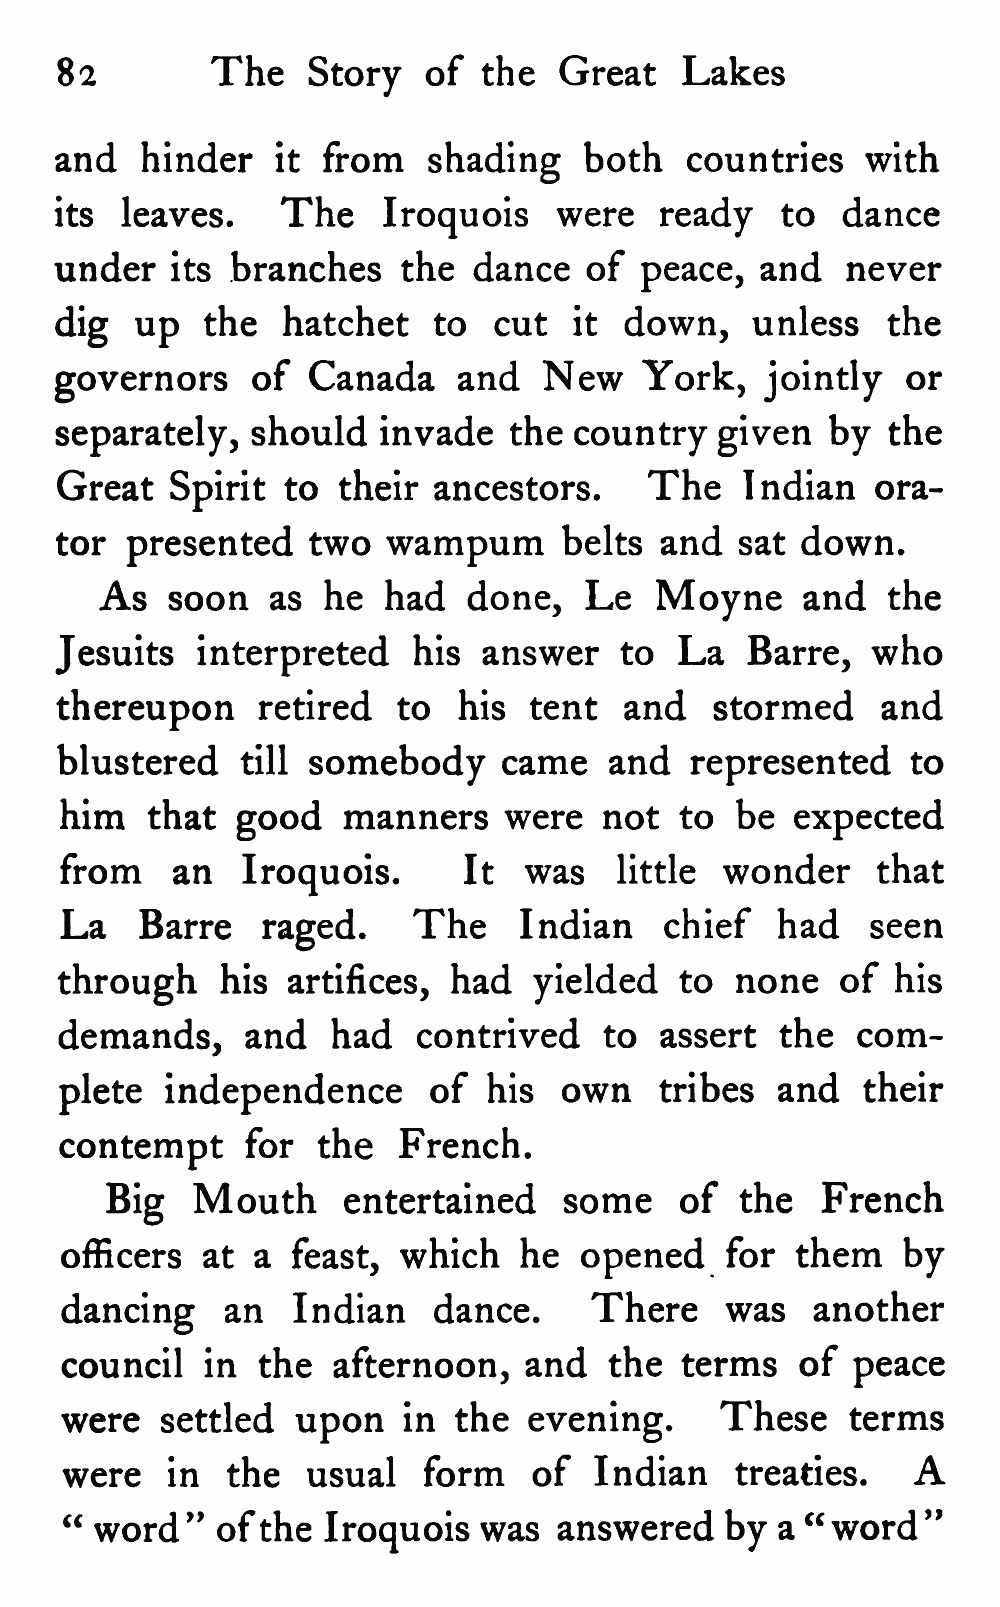 82 The Story of the Great Lakes
and hinder it from shading both countries with
its leaves. The Iroquois were ready to dance
under its branches the dance of peace, and never
dig up the hatchet to cut it down, unless the
governors of Canada and New York, jointly or
separately, should invade the country given by the
Great Spirit to their ancestors. The Indian ora-
tor presented two wampum belts and sat down.
As soon as he had done, Le Moyne and the
Jesuits interpreted his answer to La Barre, who
thereupon retired to his tent and stormed and
blustered till somebody came and represented to
him that good manners were not to be expected
from an Iroquois. It was little wonder that
La Barre raged. The Indian chief had seen
through his artifices, had yielded to none of his
demands, and had contrived to assert the com-
plete independence of his own tribes and their
contempt for the French.
Big Mouth entertained some of the French
officers at a feast, which he opened for them by
dancing an Indian dance. There was another
council in the afternoon, and the terms of peace
were settled upon in the evening. These terms
were in the usual form of Indian treaties. A
“word” of the Iroquois was answered by a “word”